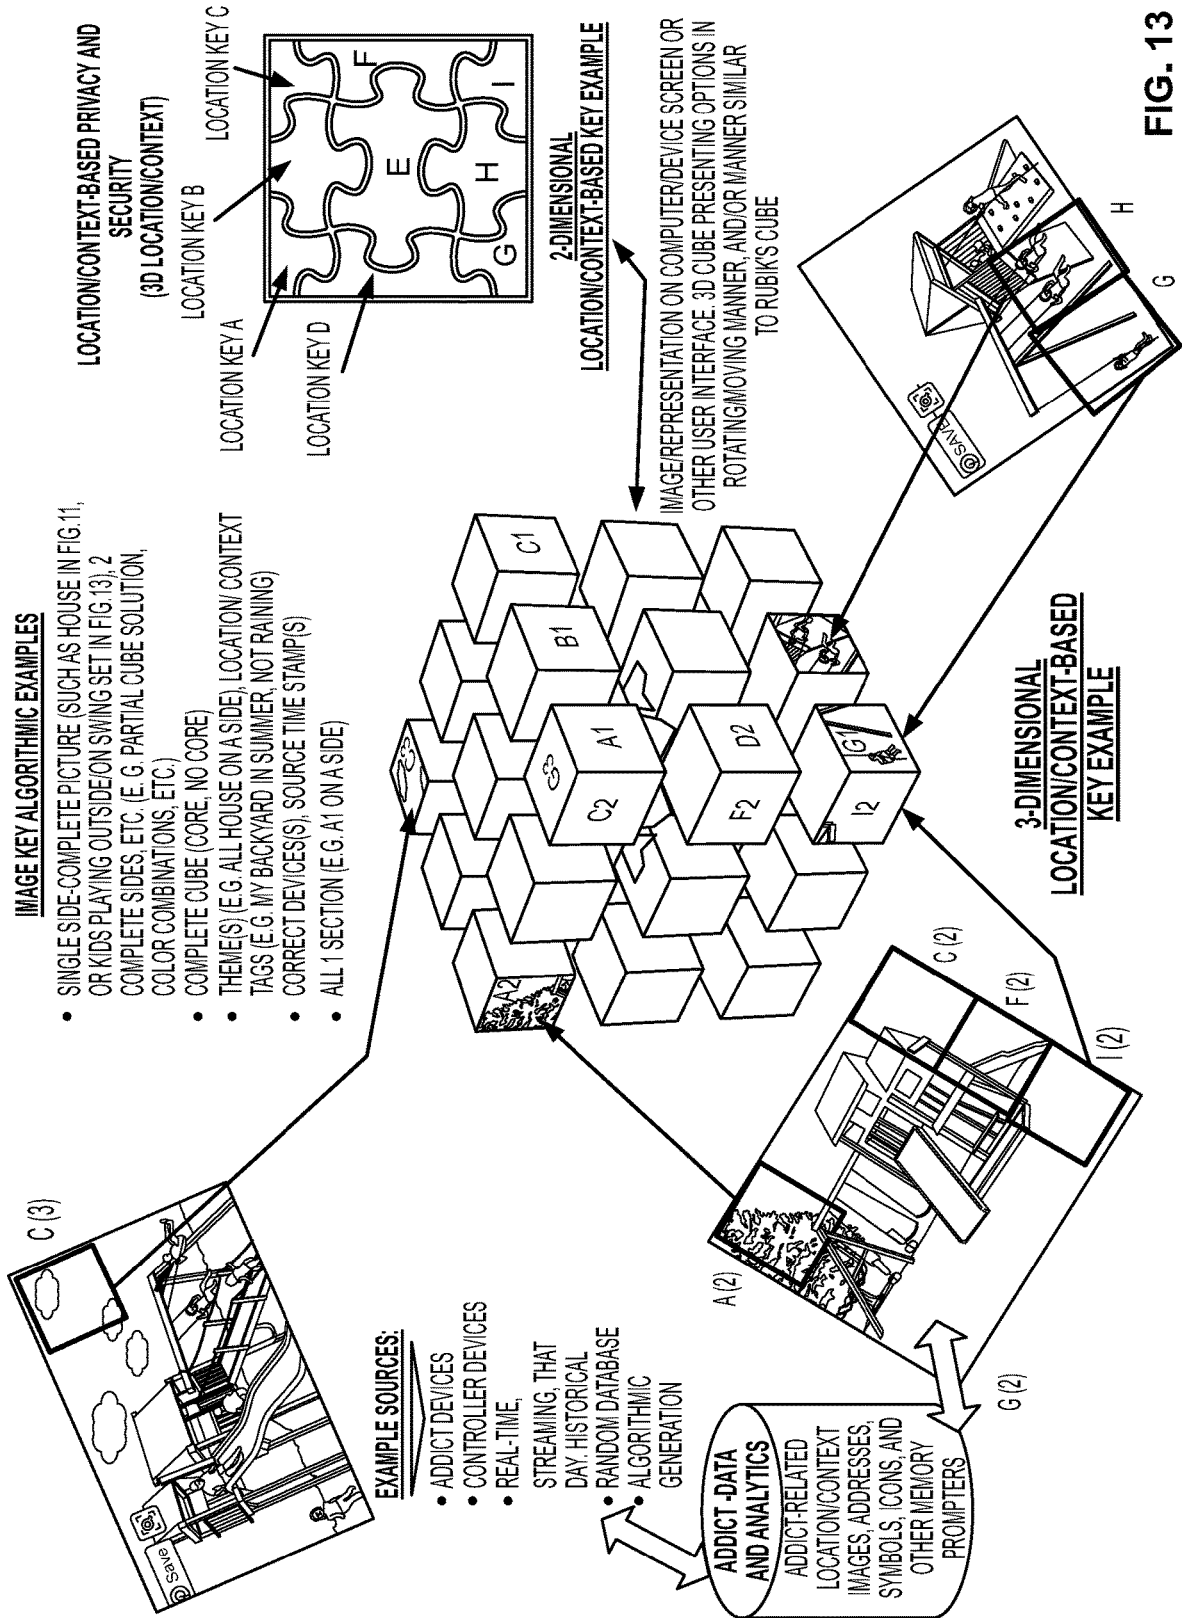 LOCATION/CONTEXT-BASED PRIVACY AND
SECURITY
(3D LOCATION/CONTEXT)
LOCATION KEY A
LOCATION KEY B
LOCATION KEY C
LOCATION KEY D
E
F
G
H
I
2-DIMENSIONAL
LOCATION/CONTEXT-BASED KEY EXAMPLE
IMAGE/REPRESENTATION ON COMPUTER/DEVICE SCREEN OR
OTHER USER INTERFACE. 3D CUBE PRESENTING OPTIONS IN
ROTATING/MOVING MANNER, AND/OR MANNER SIMILAR
TO RUBIK'S CUBE
IMAGE KEY ALGORITHMIC EXAMPLES
• SINGLE SIDE-COMPLETE PICTURE (SUCH AS HOUSE IN FIG.11,
OR KIDS PLAYING OUTSIDE/ON SWING SET IN FIG.13), 2
COMPLETE SIDES, ETC. (E. G. PARTIAL CUBE SOLUTION,
COLOR COMBINATIONS, ETC.)
• COMPLETE CUBE (CORE, NO CORE)
• THEME(S) (E.G. ALL HOUSE ON A SIDE), LOCATION/ CONTEXT
TAGS (E.G. MY BACKYARD IN SUMMER, NOT RAINING)
• CORRECT DEVICES(S), SOURCE TIME STAMP(S)
• ALL 1 SECTION (E.G. A1 ON A SIDE)
C (3)
Save
EXAMPLE SOURCES:
• ADDICT DEVICES
• CONTROLLER DEVICES
• REAL-TIME,
STREAMING, THAT
DAY, HISTORICAL
• RANDOM DATABASE
• ALGORITHMIC
GENERATION
ADDICT -DATA
AND ANALYTICS
ADDICT-RELATED
LOCATION/CONTEXT
IMAGES, ADDRESSES,
SYMBOLS, ICONS, AND
OTHER MEMORY
PROMPTERS
A2
C3
G3
C2
A1
B1
C1
F2
D2
I2
G1
A (2)
C (2)
F (2)
I (2)
G (2)
SAVE
G
H
3-DIMENSIONAL
LOCATION/CONTEXT-BASED
KEY EXAMPLE
FIG. 13